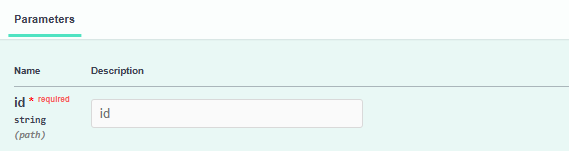 Parameters
Name Description
id * required
id
string
(path)